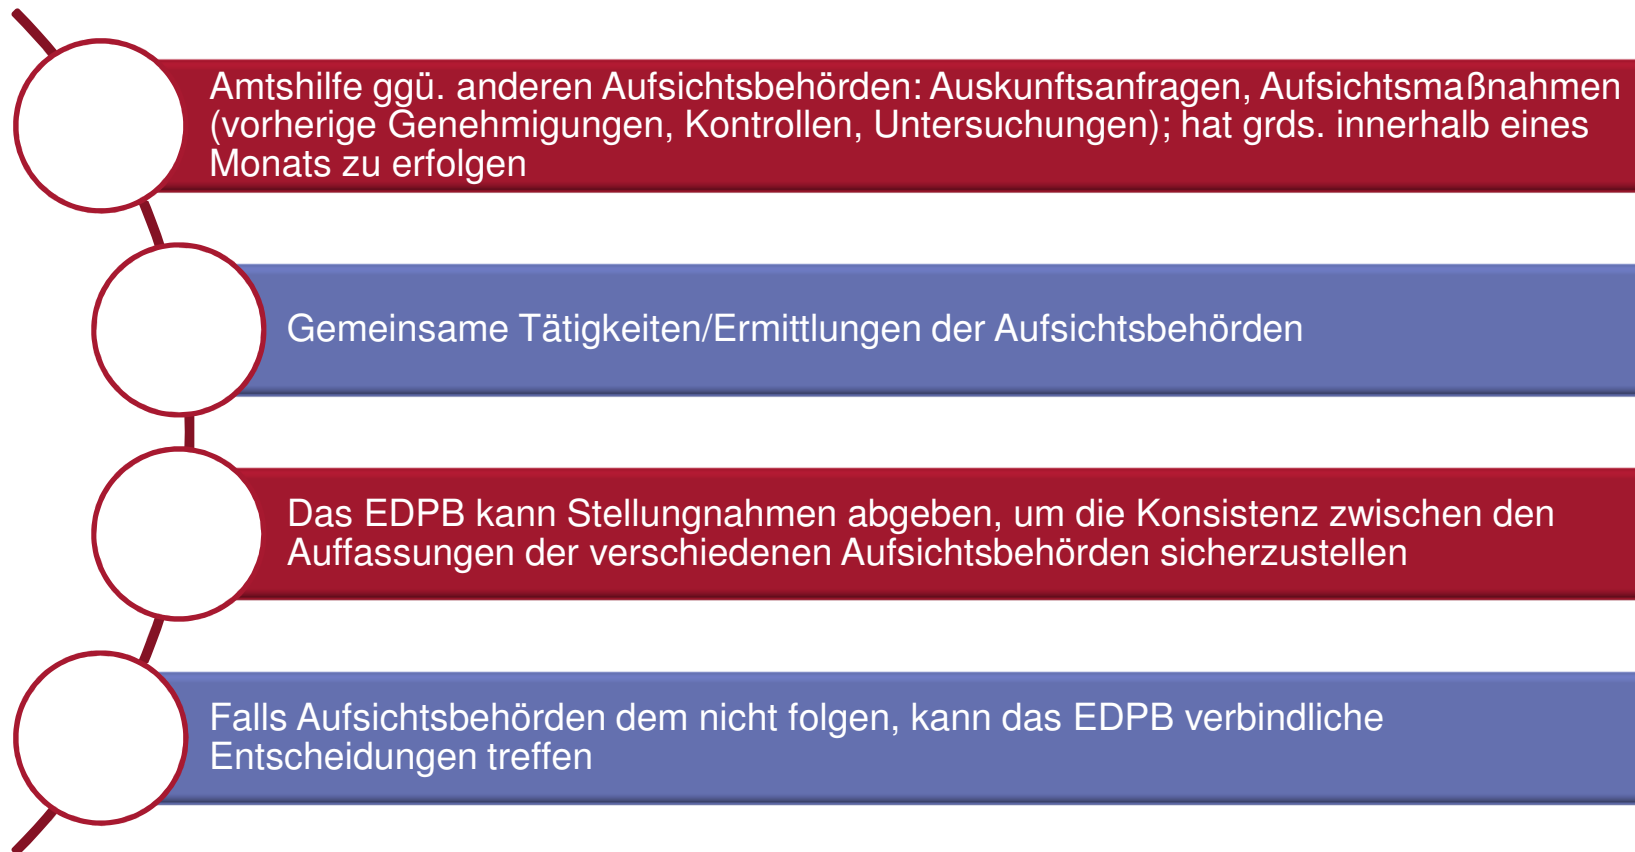 Amtshilfe ggü. anderen Aufsichtsbehörden: Auskunftsanfragen, Aufsichtsmaßnahmen
(vorherige Genehmigungen, Kontrollen, Untersuchungen); hat grds. innerhalb eines
Monats zu erfolgen
Gemeinsame Tätigkeiten/Ermittlungen der Aufsichtsbehörden
Das EDPB kann Stellungnahmen abgeben, um die Konsistenz zwischen den
Auffassungen der verschiedenen Aufsichtsbehörden sicherzustellen
Falls Aufsichtsbehörden dem nicht folgen, kann das EDPB verbindliche
Entscheidungen treffen